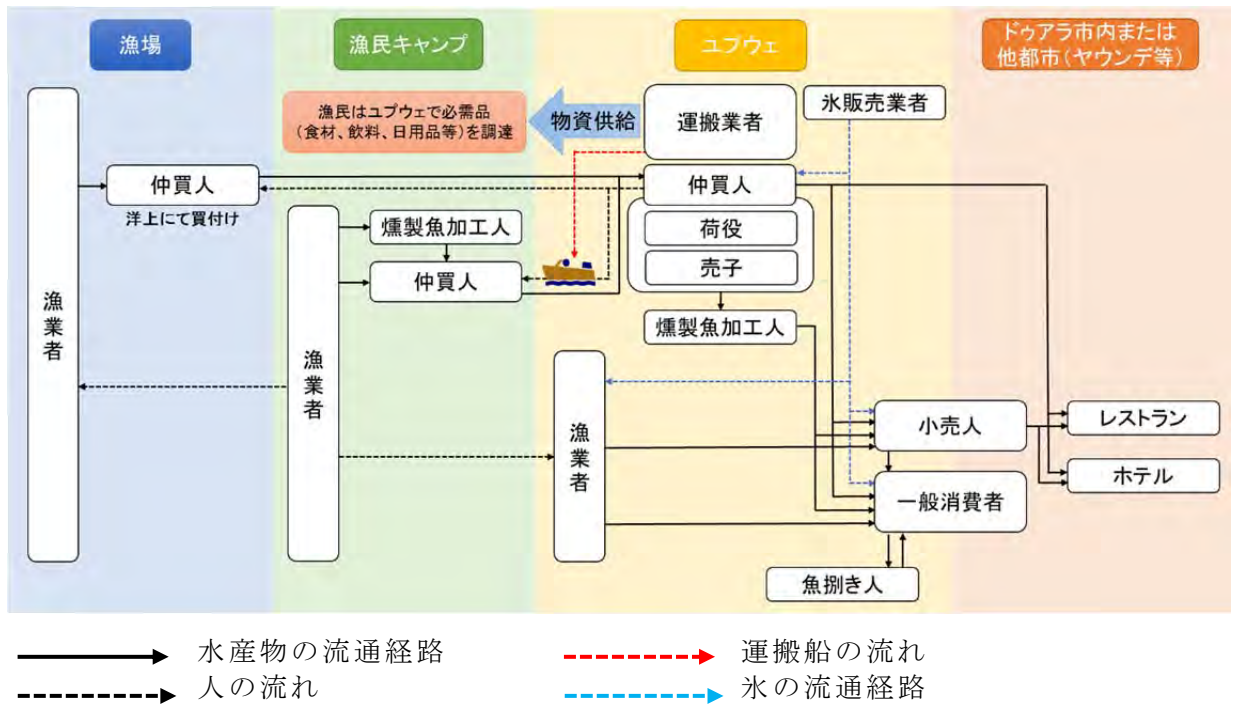 漁場
漁民キャンプ
ユプウェ
ドゥアラ市内または
他都市(ヤウンデ等)
漁民はユプウェで必需品
(食材、飲料、日用品等)を調達
物資供給
運搬業者
氷販売業者
仲買人
洋上にて買付け
仲買人
荷役
売子
燻製魚加工人
仲買人
燻製魚加工人
漁業者
漁業者
漁業者
小売人
一般消費者
魚捌き人
レストラン
ホテル
水産物の流通経路
運搬船の流れ
人の流れ
氷の流通経路